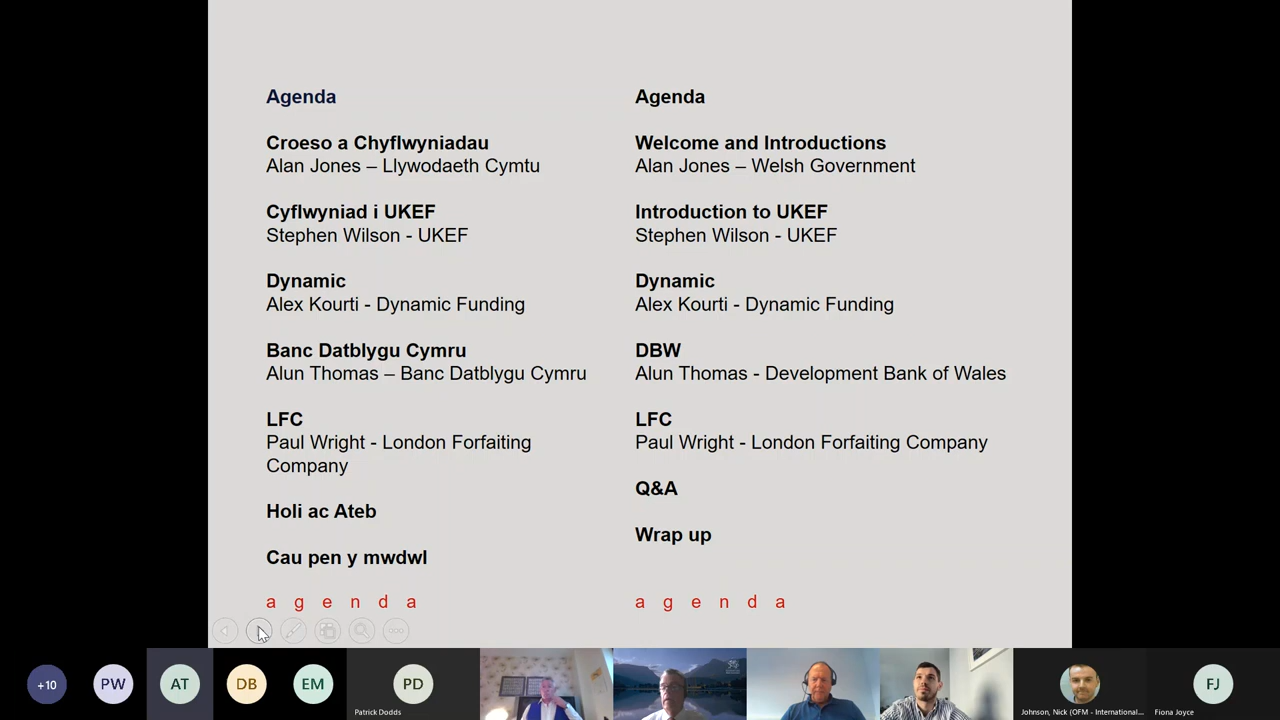 Agenda
Croeso a Chyflwyniadau
Alan Jones – Llywodaeth Cymtu
Cyflwyniad i UKEF
Stephen Wilson - UKEF
Dynamic
Alex Kourti - Dynamic Funding
Banc Datblygu Cymru
Alun Thomas – Banc Datblygu Cymru
LFC
Paul Wright - London Forfaiting
Company
Holi ac Ateb
Cau pen y mwdwl
a g e n d a
Agenda
Welcome and Introductions
Alan Jones – Welsh Government
Introduction to UKEF
Stephen Wilson - UKEF
Dynamic
Alex Kourti - Dynamic Funding
DBW
Alun Thomas - Development Bank of Wales
LFC
Paul Wright - London Forfaiting Company
Q&A
Wrap up
a g e n d a
+10
PW
AT
DB
EM
PD
Patrick Dodds
Johnson, Nick (OFM - International...
FJ
Fiona Joyce